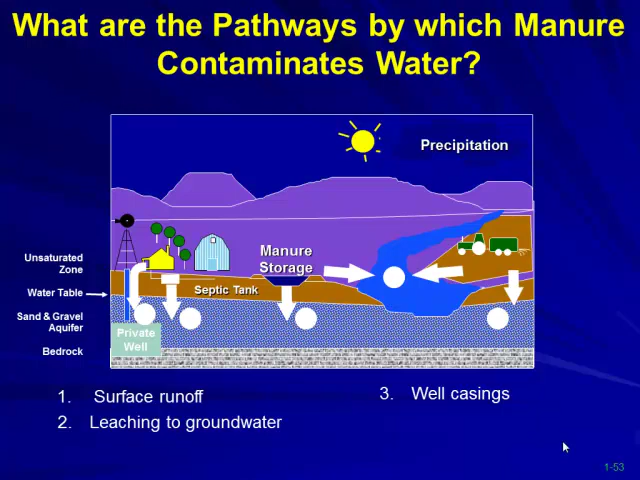 What are the Pathways by which Manure
Contaminates Water?
Precipitation
Manure
Storage
Unsaturated
Zone
Septic Tank
Water Table
Sand & Gravel
Aquifer
Private
Well
Bedrock
1. Surface runoff
2. Leaching to groundwater
3. Well casings
1-53